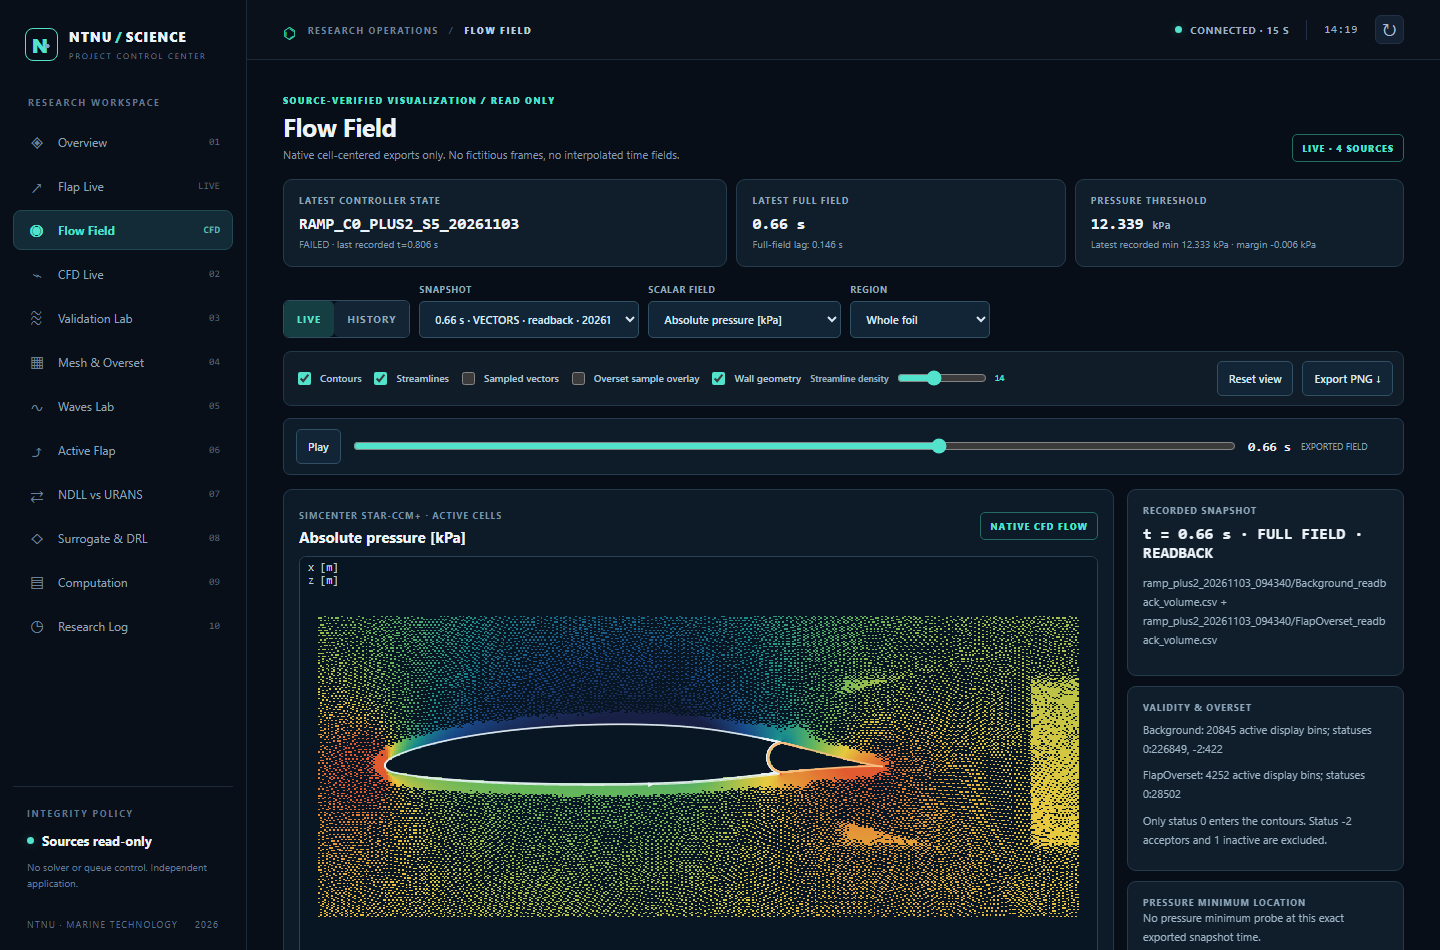 NTNU / SCIENCE
PROJECT CONTROL CENTER
RESEARCH WORKSPACE
Overview 01
Flap Live LIVE
Flow Field CFD
CFD Live 02
Validation Lab 03
Mesh & Overset 04
Waves Lab 05
Active Flap 06
NDLL vs URANS 07
Surrogate & DRL 08
Computation 09
Research Log 10
INTEGRITY POLICY
Sources read-only
No solver or queue control. Independent
application.
NTNU · MARINE TECHNOLOGY 2026
RESEARCH OPERATIONS / FLOW FIELD
CONNECTED · 15 S
14:19
SOURCE-VERIFIED VISUALIZATION / READ ONLY
Flow Field
Native cell-centered exports only. No fictitious frames, no interpolated time fields.
LIVE · 4 SOURCES
LATEST CONTROLLER STATE
RAMP_C0_PLUS2_S5_20261103
FAILED · last recorded t=0.806 s
LATEST FULL FIELD
0.66 s
Full-field lag: 0.146 s
PRESSURE THRESHOLD
12.339 kPa
Latest recorded min 12.333 kPa · margin -0.006 kPa
LIVE HISTORY
SNAPSHOT
0.66 s · VECTORS · readback · 20261
SCALAR FIELD
Absolute pressure [kPa]
REGION
Whole foil
Contours Streamlines Sampled vectors Overset sample overlay Wall geometry Streamline density 14
Reset view Export PNG ↓
Play 0.66 s EXPORTED FIELD
SIMCENTER STAR-CCM+ · ACTIVE CELLS
Absolute pressure [kPa]
NATIVE CFD FLOW
x [m]
z [m]
RECORDED SNAPSHOT
t = 0.66 s · FULL FIELD ·
READBACK
ramp_plus2_20261103_094340/Background_readb
ack_volume.csv +
ramp_plus2_20261103_094340/FlapOverset_readb
ack_volume.csv
VALIDITY & OVERSET
Background: 20845 active display bins; statuses
0:226849, -2:422
FlapOverset: 4252 active display bins; statuses
0:28502
Only status 0 enters the contours. Status -2
acceptors and 1 inactive are excluded.
PRESSURE MINIMUM LOCATION
No pressure minimum probe at this exact
exported snapshot time.